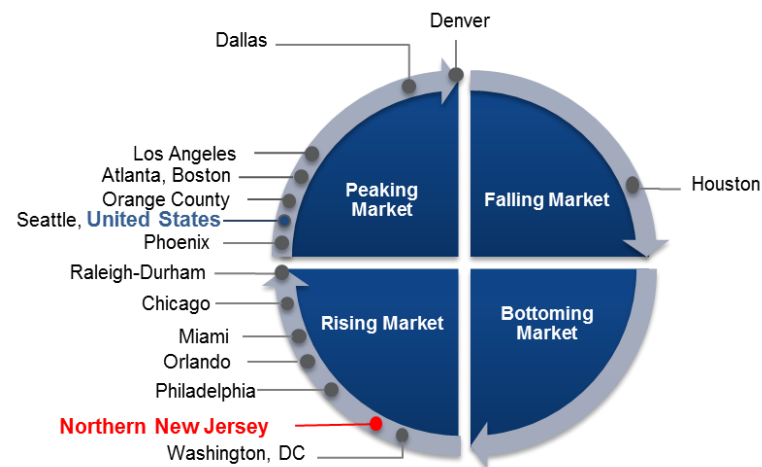 Denver
Dallas
Los Angeles
Atlanta, Boston
Orange County
Seattle, United States
Phoenix
Raleigh-Durham
Chicago
Miami
Orlando
Philadelphia
Northern New Jersey
Washington, DC
Peaking
Market
Falling Market
Houston
Rising Market
Bottoming
Market